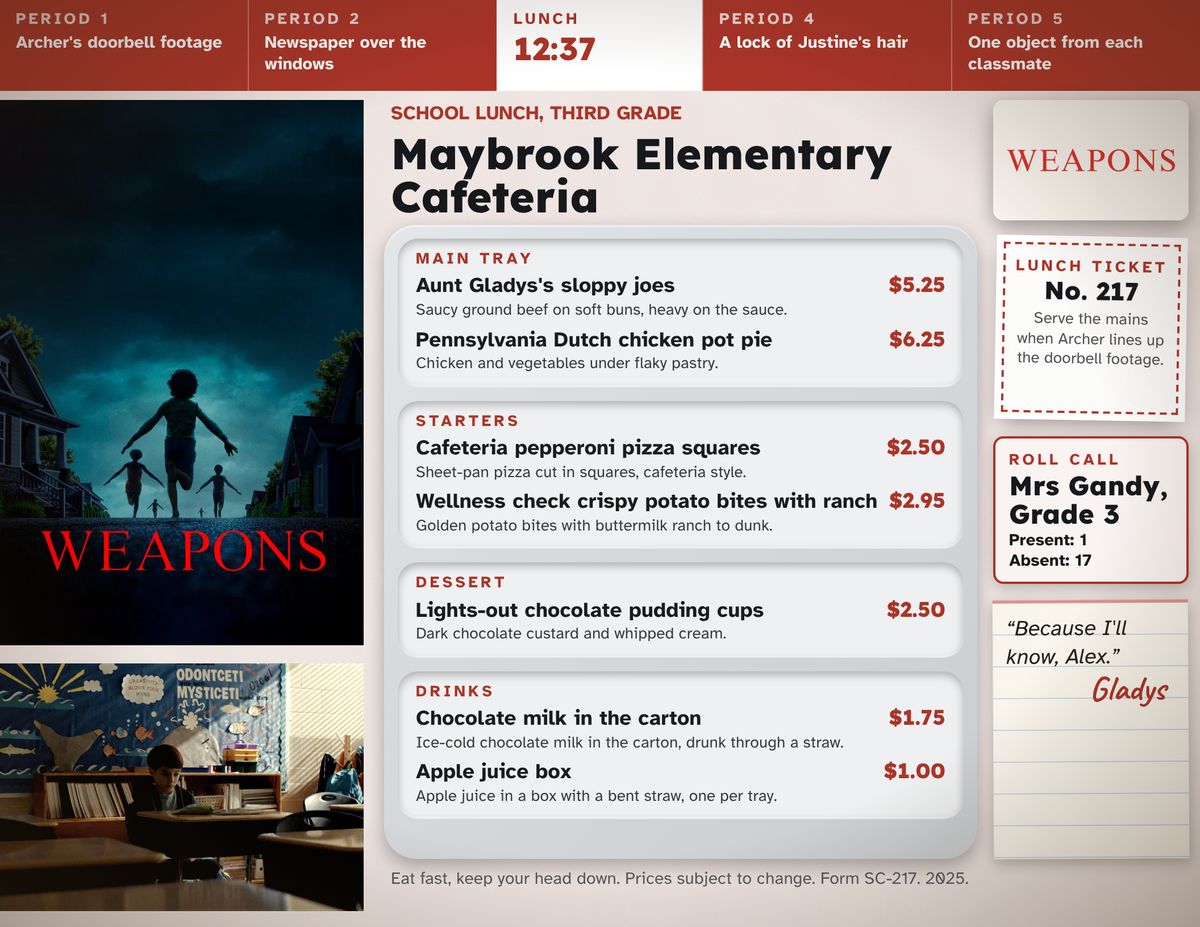 PERIOD 1
Archer's doorbell footage
PERIOD 2
Newspaper over the
windows
LUNCH
12:37
PERIOD 4
A lock of Justine's hair
PERIOD 5
One object from each
classmate
WEAPONS
CREATIVITY IS
BLOWN YOUR
MIND
ODONTCETI
MYSTICETI
SCHOOL LUNCH, THIRD GRADE
Maybrook Elementary
Cafeteria
MAIN TRAY
Aunt Gladys's sloppy joes $5.25
Saucy ground beef on soft buns, heavy on the sauce.
Pennsylvania Dutch chicken pot pie $6.25
Chicken and vegetables under flaky pastry.
STARTERS
Cafeteria pepperoni pizza squares $2.50
Sheet-pan pizza cut in squares, cafeteria style.
Wellness check crispy potato bites with ranch $2.95
Golden potato bites with buttermilk ranch to dunk.
DESSERT
Lights-out chocolate pudding cups $2.50
Dark chocolate custard and whipped cream.
DRINKS
Chocolate milk in the carton $1.75
Ice-cold chocolate milk in the carton, drunk through a straw.
Apple juice box $1.00
Apple juice in a box with a bent straw, one per tray.
Eat fast, keep your head down. Prices subject to change. Form SC-217. 2025.
WEAPONS
LUNCH TICKET
No. 217
Serve the mains
when Archer lines up
the doorbell footage.
ROLL CALL
Mrs Gandy,
Grade 3
Present: 1
Absent: 17
“Because I'll
know, Alex.”
Gladys